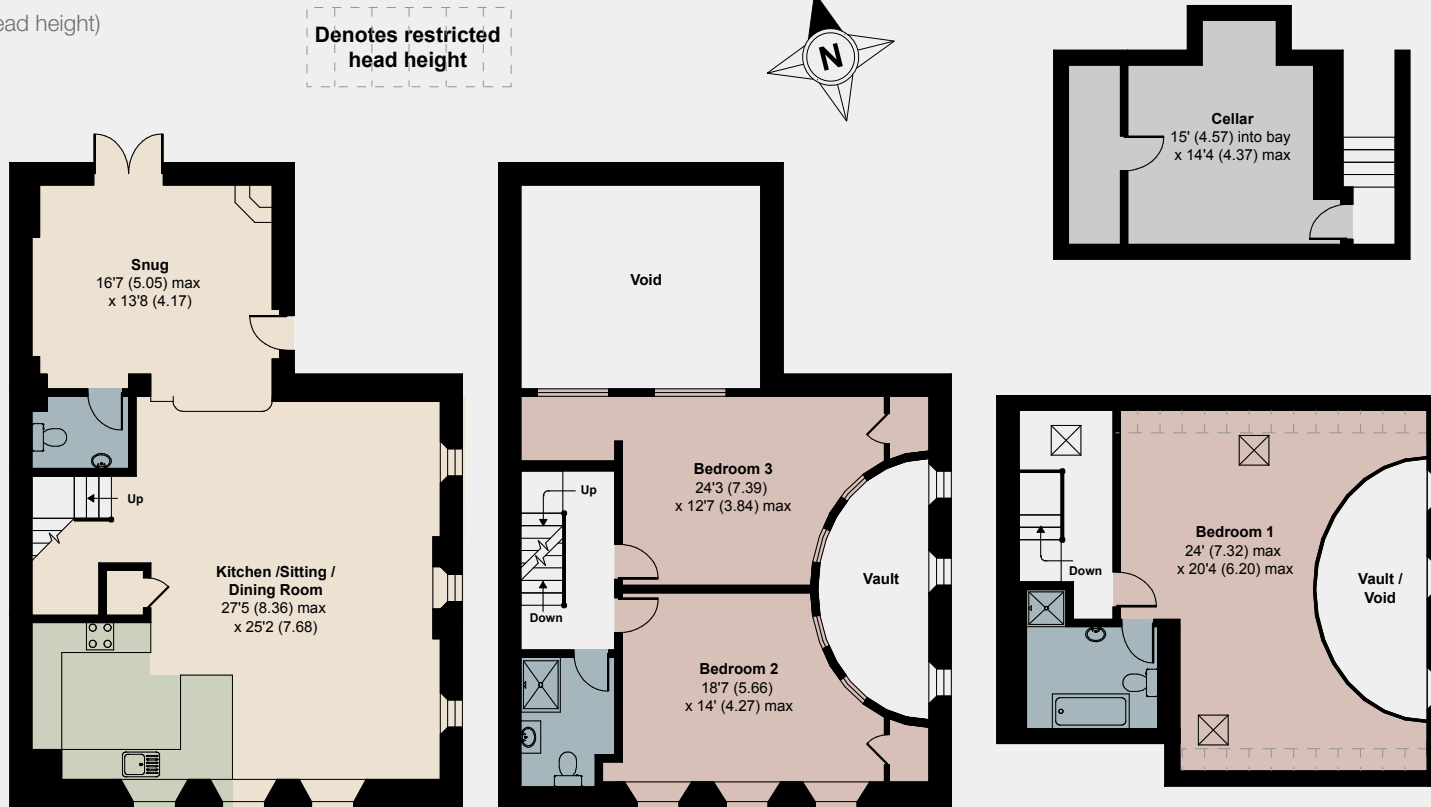 ead height)
Denotes restricted
head height
N
Cellar
15' (4.57) into bay
x 14'4 (4.37) max
Snug
16'7 (5.05) max
x 13'8 (4.17)
Up
Kitchen /Sitting /
Dining Room
27'5 (8.36) max
x 25'2 (7.68)
Void
Bedroom 3
24'3 (7.39)
x 12'7 (3.84) max
Up
Down
Vault
Bedroom 2
18'7 (5.66)
x 14' (4.27) max
Bedroom 1
24' (7.32) max
x 20'4 (6.20) max
Down
Vault /
Void